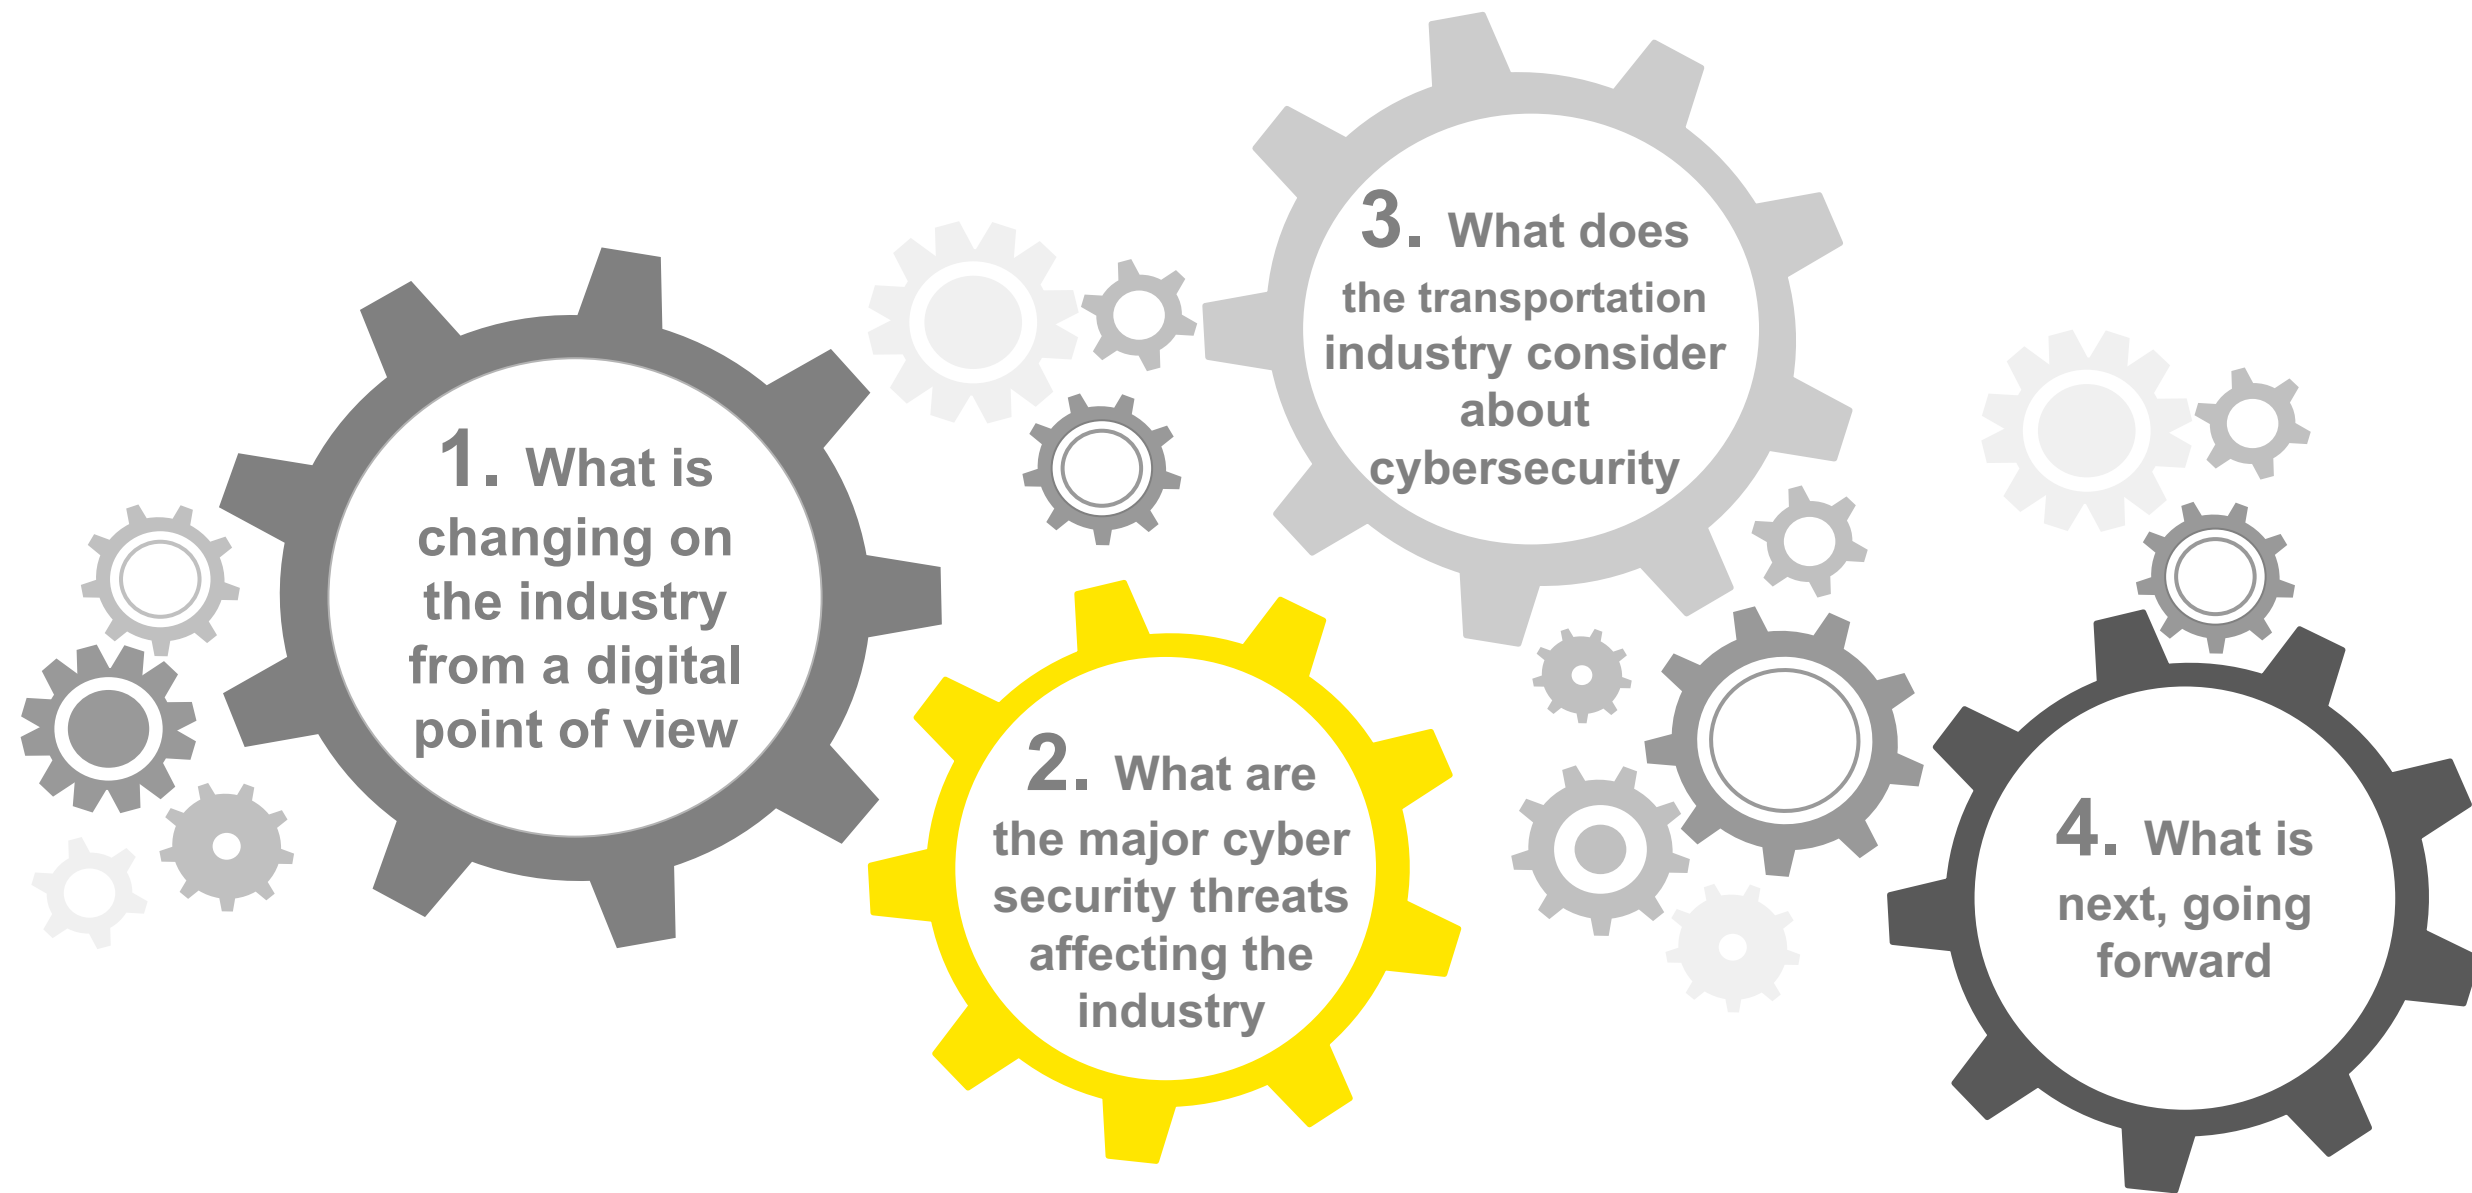 1. What is
changing on
the industry
from a digital
point of view
2. What are
the major cyber
security threats
affecting the
industry
3. What does
the transportation
industry consider
about
cybersecurity
4. What is
next, going
forward